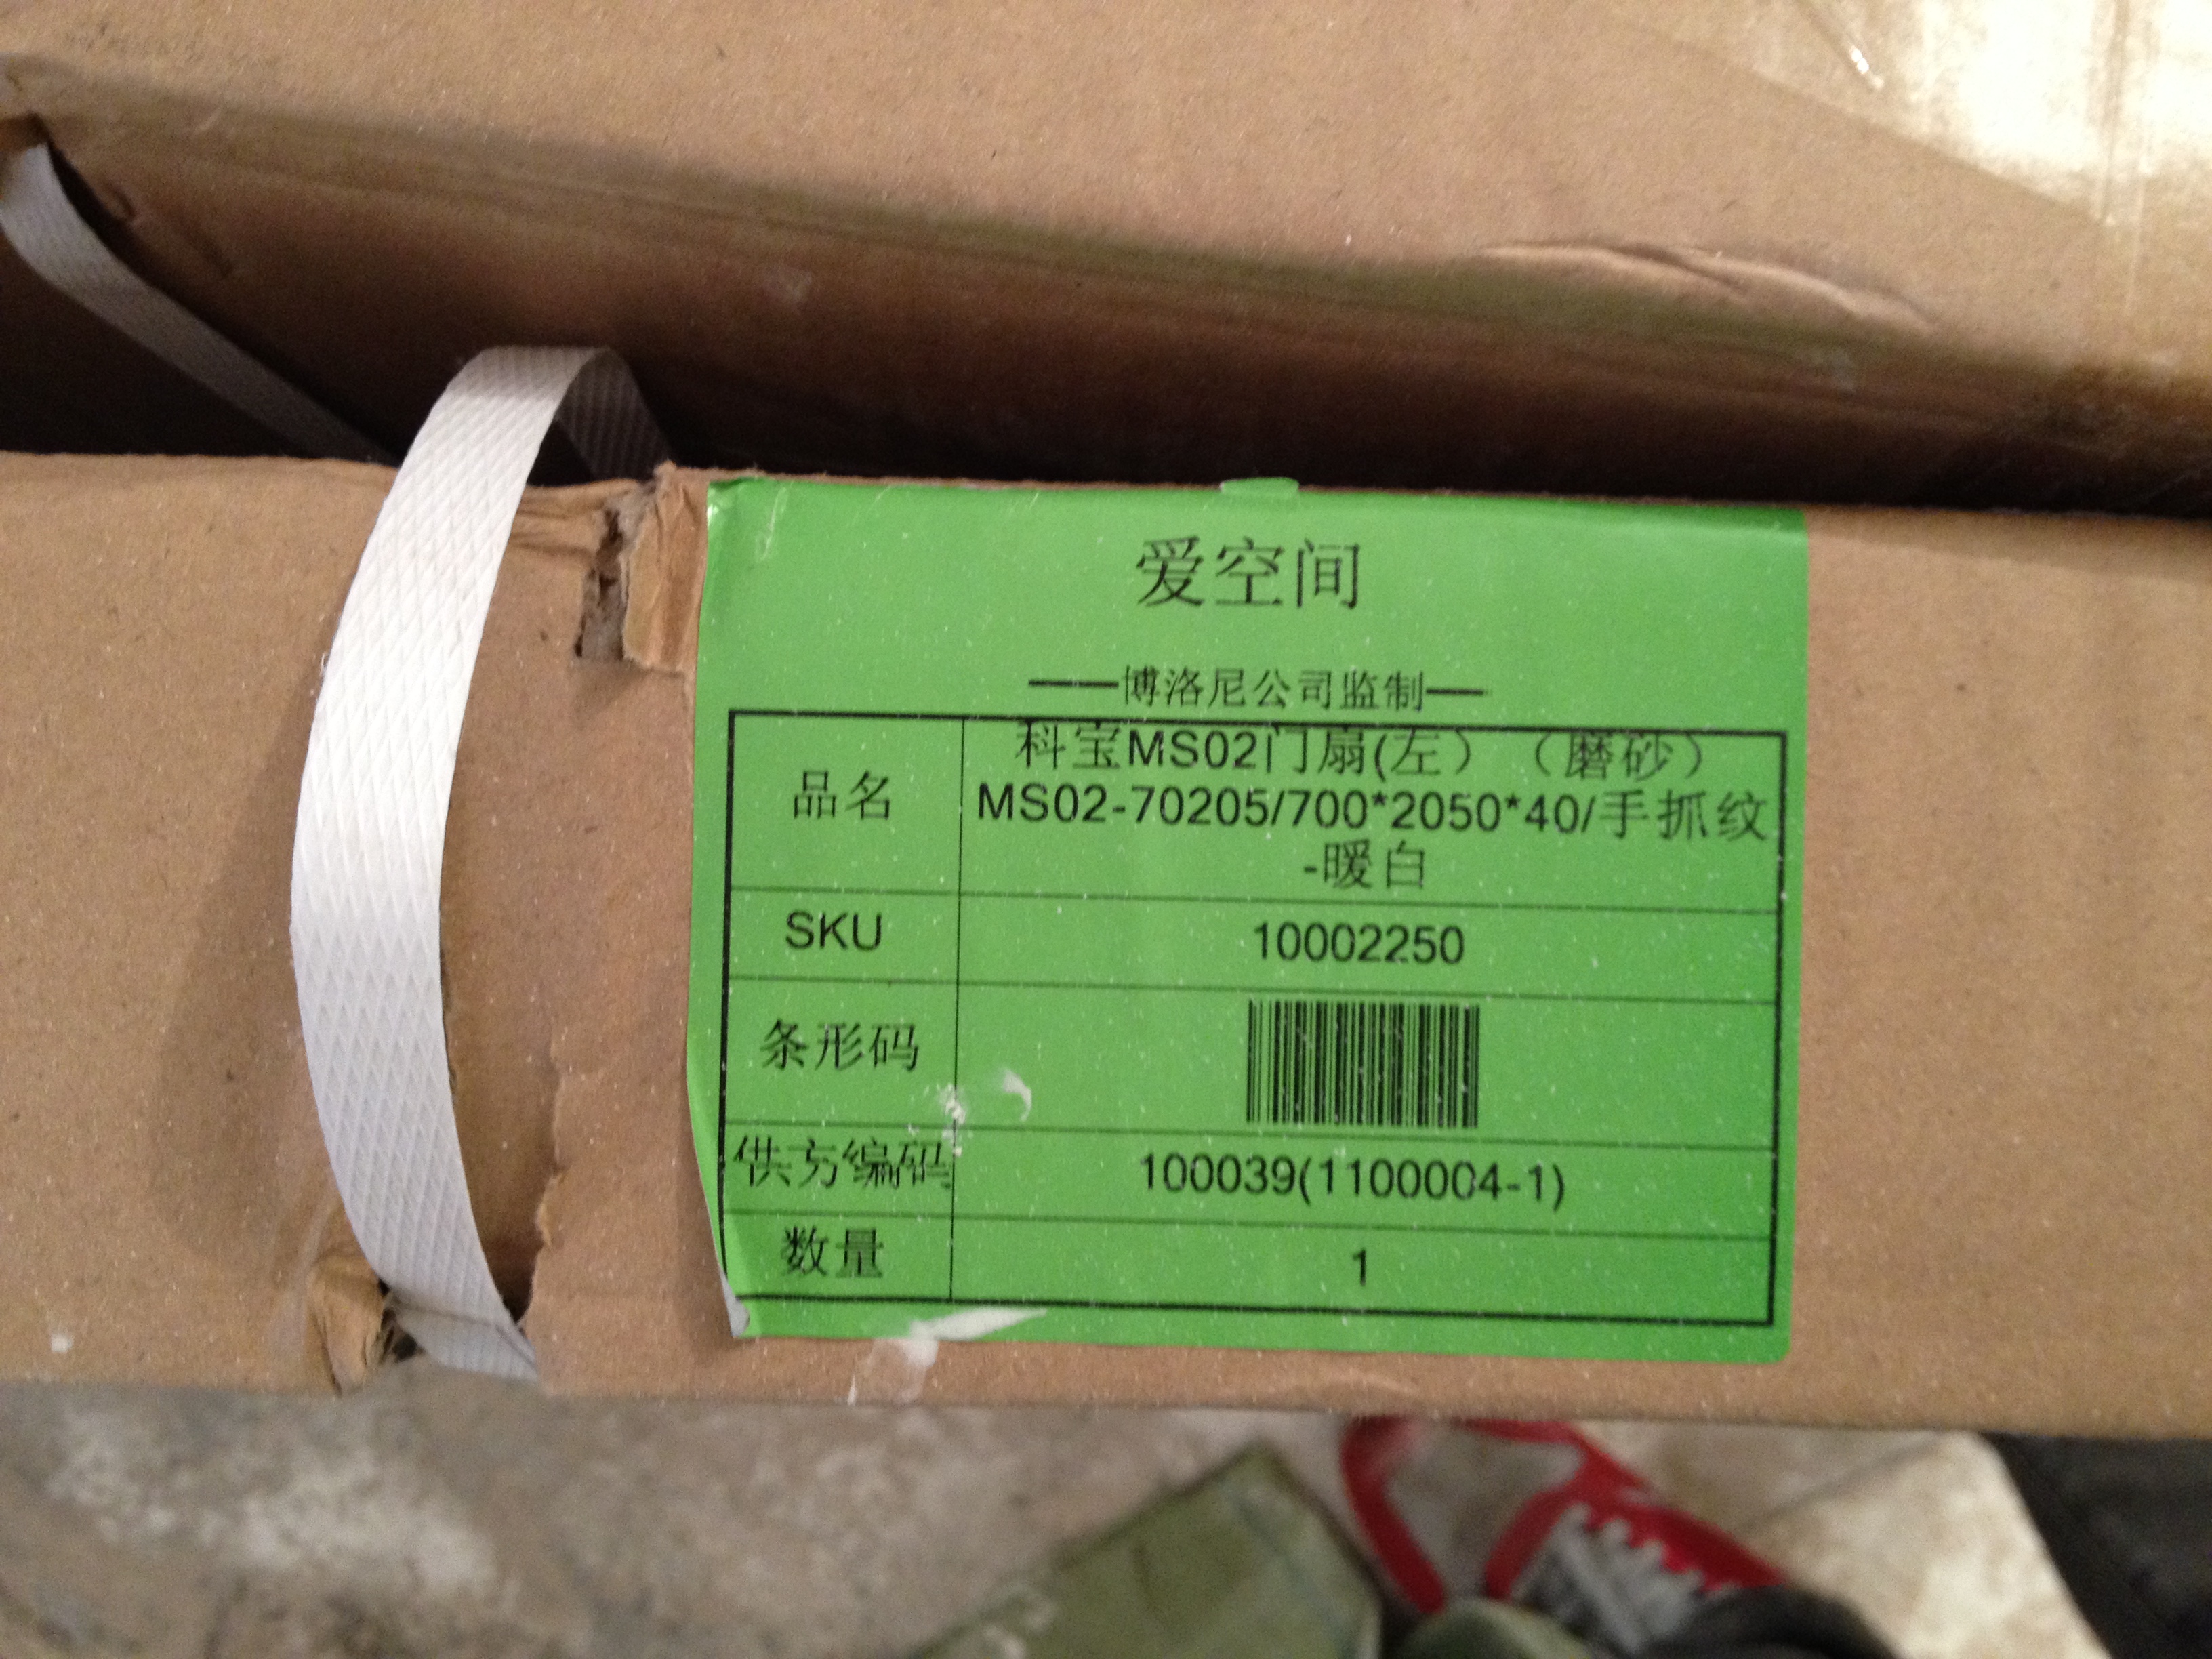 爱空间
——博洛尼公司监制——
品名
科宝MS02门扇(左）（磨砂）
MS02-70205/700*2050*40/手抓纹
-暖白
SKU 10002250
条形码
供方编码 100039(1100004-1)
数量 1